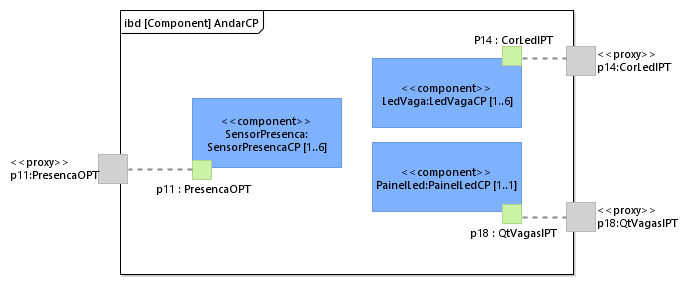 ibd [Component] AndarCP
P14 : CorLedIPT
<<proxy>>
p14:CorLedIPT
<<component>>
LedVaga:LedVagaCP [1..6]
<<component>>
SensorPresenca:
SensorPresencaCP [1..6]
<<proxy>>
p11:PresencaOPT
p11 : PresencaOPT
<<component>>
PainelLed:PainelLedCP [1..1]
<<proxy>>
p18:QtVagasIPT
p18 : QtVagasIPT